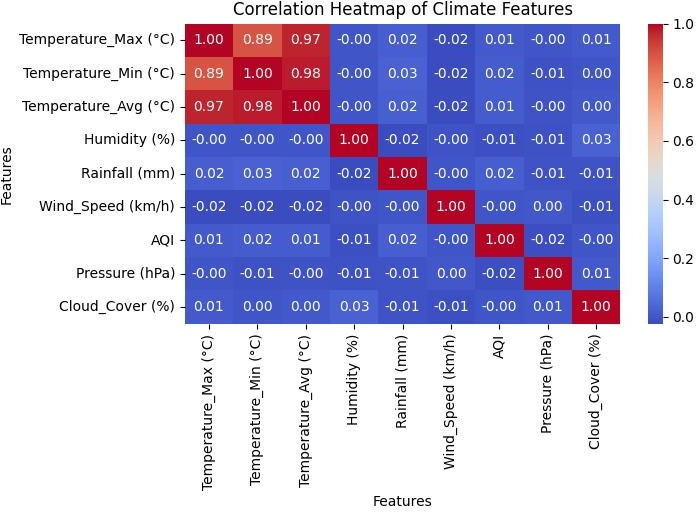 Correlation Heatmap of Climate Features
Temperature_Max (°C) 1.00 0.89 0.97 -0.00 0.02 -0.02 0.01 -0.00 0.01
Temperature_Min (°C) 0.89 1.00 0.98 -0.00 0.03 -0.02 0.02 -0.01 0.00
Temperature_Avg (°C) 0.97 0.98 1.00 -0.00 0.02 -0.02 0.01 -0.00 0.00
Humidity (%) -0.00 -0.00 -0.00 1.00 -0.02 -0.00 -0.01 -0.01 0.03
Rainfall (mm) 0.02 0.03 0.02 -0.02 1.00 -0.00 0.02 -0.01 -0.01
Wind_Speed (km/h) -0.02 -0.02 -0.02 -0.00 -0.00 1.00 -0.00 0.00 -0.01
AQI 0.01 0.02 0.01 -0.01 0.02 -0.00 1.00 -0.02 -0.00
Pressure (hPa) -0.00 -0.01 -0.00 -0.01 -0.01 0.00 -0.02 1.00 0.01
Cloud_Cover (%) 0.01 0.00 0.00 0.03 -0.01 -0.01 -0.00 0.01 1.00
Features
Temperature_Max (°C)
Temperature_Min (°C)
Temperature_Avg (°C)
Humidity (%)
Rainfall (mm)
Wind_Speed (km/h)
AQI
Pressure (hPa)
Cloud_Cover (%)
Features
1.0
0.8
0.6
0.4
0.2
0.0